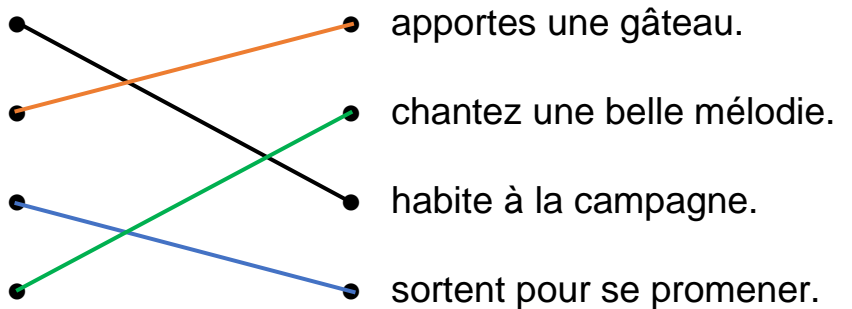 apportes une gâteau.
chantez une belle mélodie.
habite à la campagne.
sortent pour se promener.